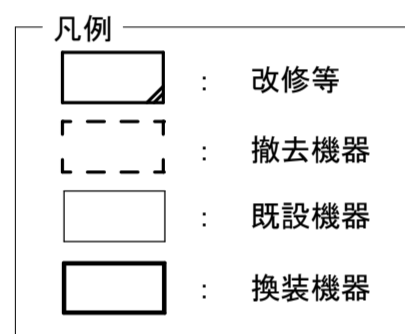 凡例
: 改修等
: 撤去機器
: 既設機器
: 換装機器